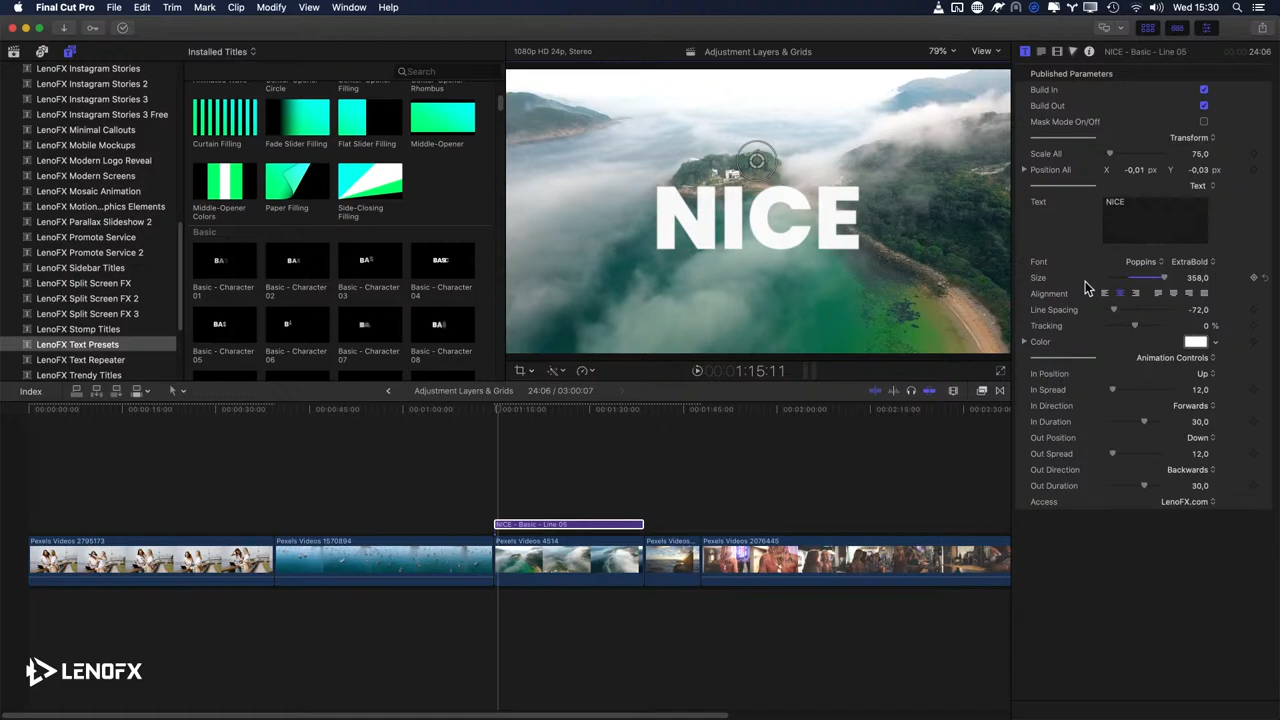 Final Cut Pro File Edit Trim Mark Clip Modify View Window Help Wed 15:30
Installed Titles
1080p HD 24p, Stereo Adjustment Layers & Grids 79% View
NICE - Basic - Line 05 24:06
LenoFX Instagram Stories
LenoFX Instagram Stories 2
LenoFX Instagram Stories 3
LenoFX Instagram Stories 3 Free
LenoFX Minimal Callouts
LenoFX Mobile Mockups
LenoFX Modern Logo Reveal
LenoFX Modern Screens
LenoFX Mosaic Animation
LenoFX Motion...phics Elements
LenoFX Parallax Slideshow 2
LenoFX Promote Service
LenoFX Promote Service 2
LenoFX Sidebar Titles
LenoFX Split Screen FX
LenoFX Split Screen FX 2
LenoFX Split Screen FX 3
LenoFX Stomp Titles
LenoFX Text Presets
LenoFX Text Repeater
LenoFX Trendy Titles
Search
Circle Filling Rhombus
Curtain Filling Fade Slider Filling Flat Slider Filling Middle-Opener
Middle-Opener Colors
Paper Filling
Side-Closing Filling
Basic
Basic - Character 01
Basic - Character 02
Basic - Character 03
Basic - Character 04
Basic - Character 05
Basic - Character 06
Basic - Character 07
Basic - Character 08
NICE
1:15:11
Published Parameters
Build In
Build Out
Mask Mode On/Off
Transform
Scale All 75,0
Position All X -0,01 px Y -0,03 px
Text
Text NICE
Font Poppins ExtraBold
Size 358,0
Alignment
Line Spacing -72,0
Tracking 0 %
Color
Animation Controls
In Position Up
In Spread 12,0
In Direction Forwards
In Duration 30,0
Out Position Down
Out Spread 12,0
Out Direction Backwards
Out Duration 30,0
Access LenoFX.com
Index Adjustment Layers & Grids 24:06 / 03:00:07
00:00:00:00 00:00:15:00 00:00:30:00 00:00:45:00 00:01:00:00 00:01:15:00 00:01:30:00 00:01:45:00 00:02:00:00 00:02:15:00 00:02:30:00
NICE - Basic - Line 05
Pexels Videos 2795173 Pexels Videos 1570894 Pexels Videos 4514 Pexels Videos... Pexels Videos 2076445
LENOFX